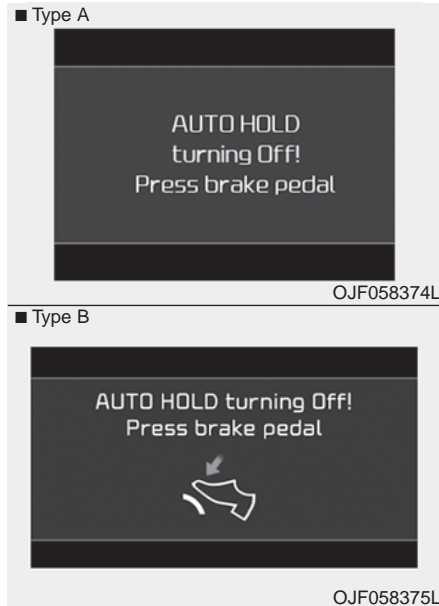 ■ Type A
AUTO HOLD
turning Off!
Press brake pedal
OJF058374L
■ Type B
AUTO HOLD turning Off!
Press brake pedal
OJF058375L